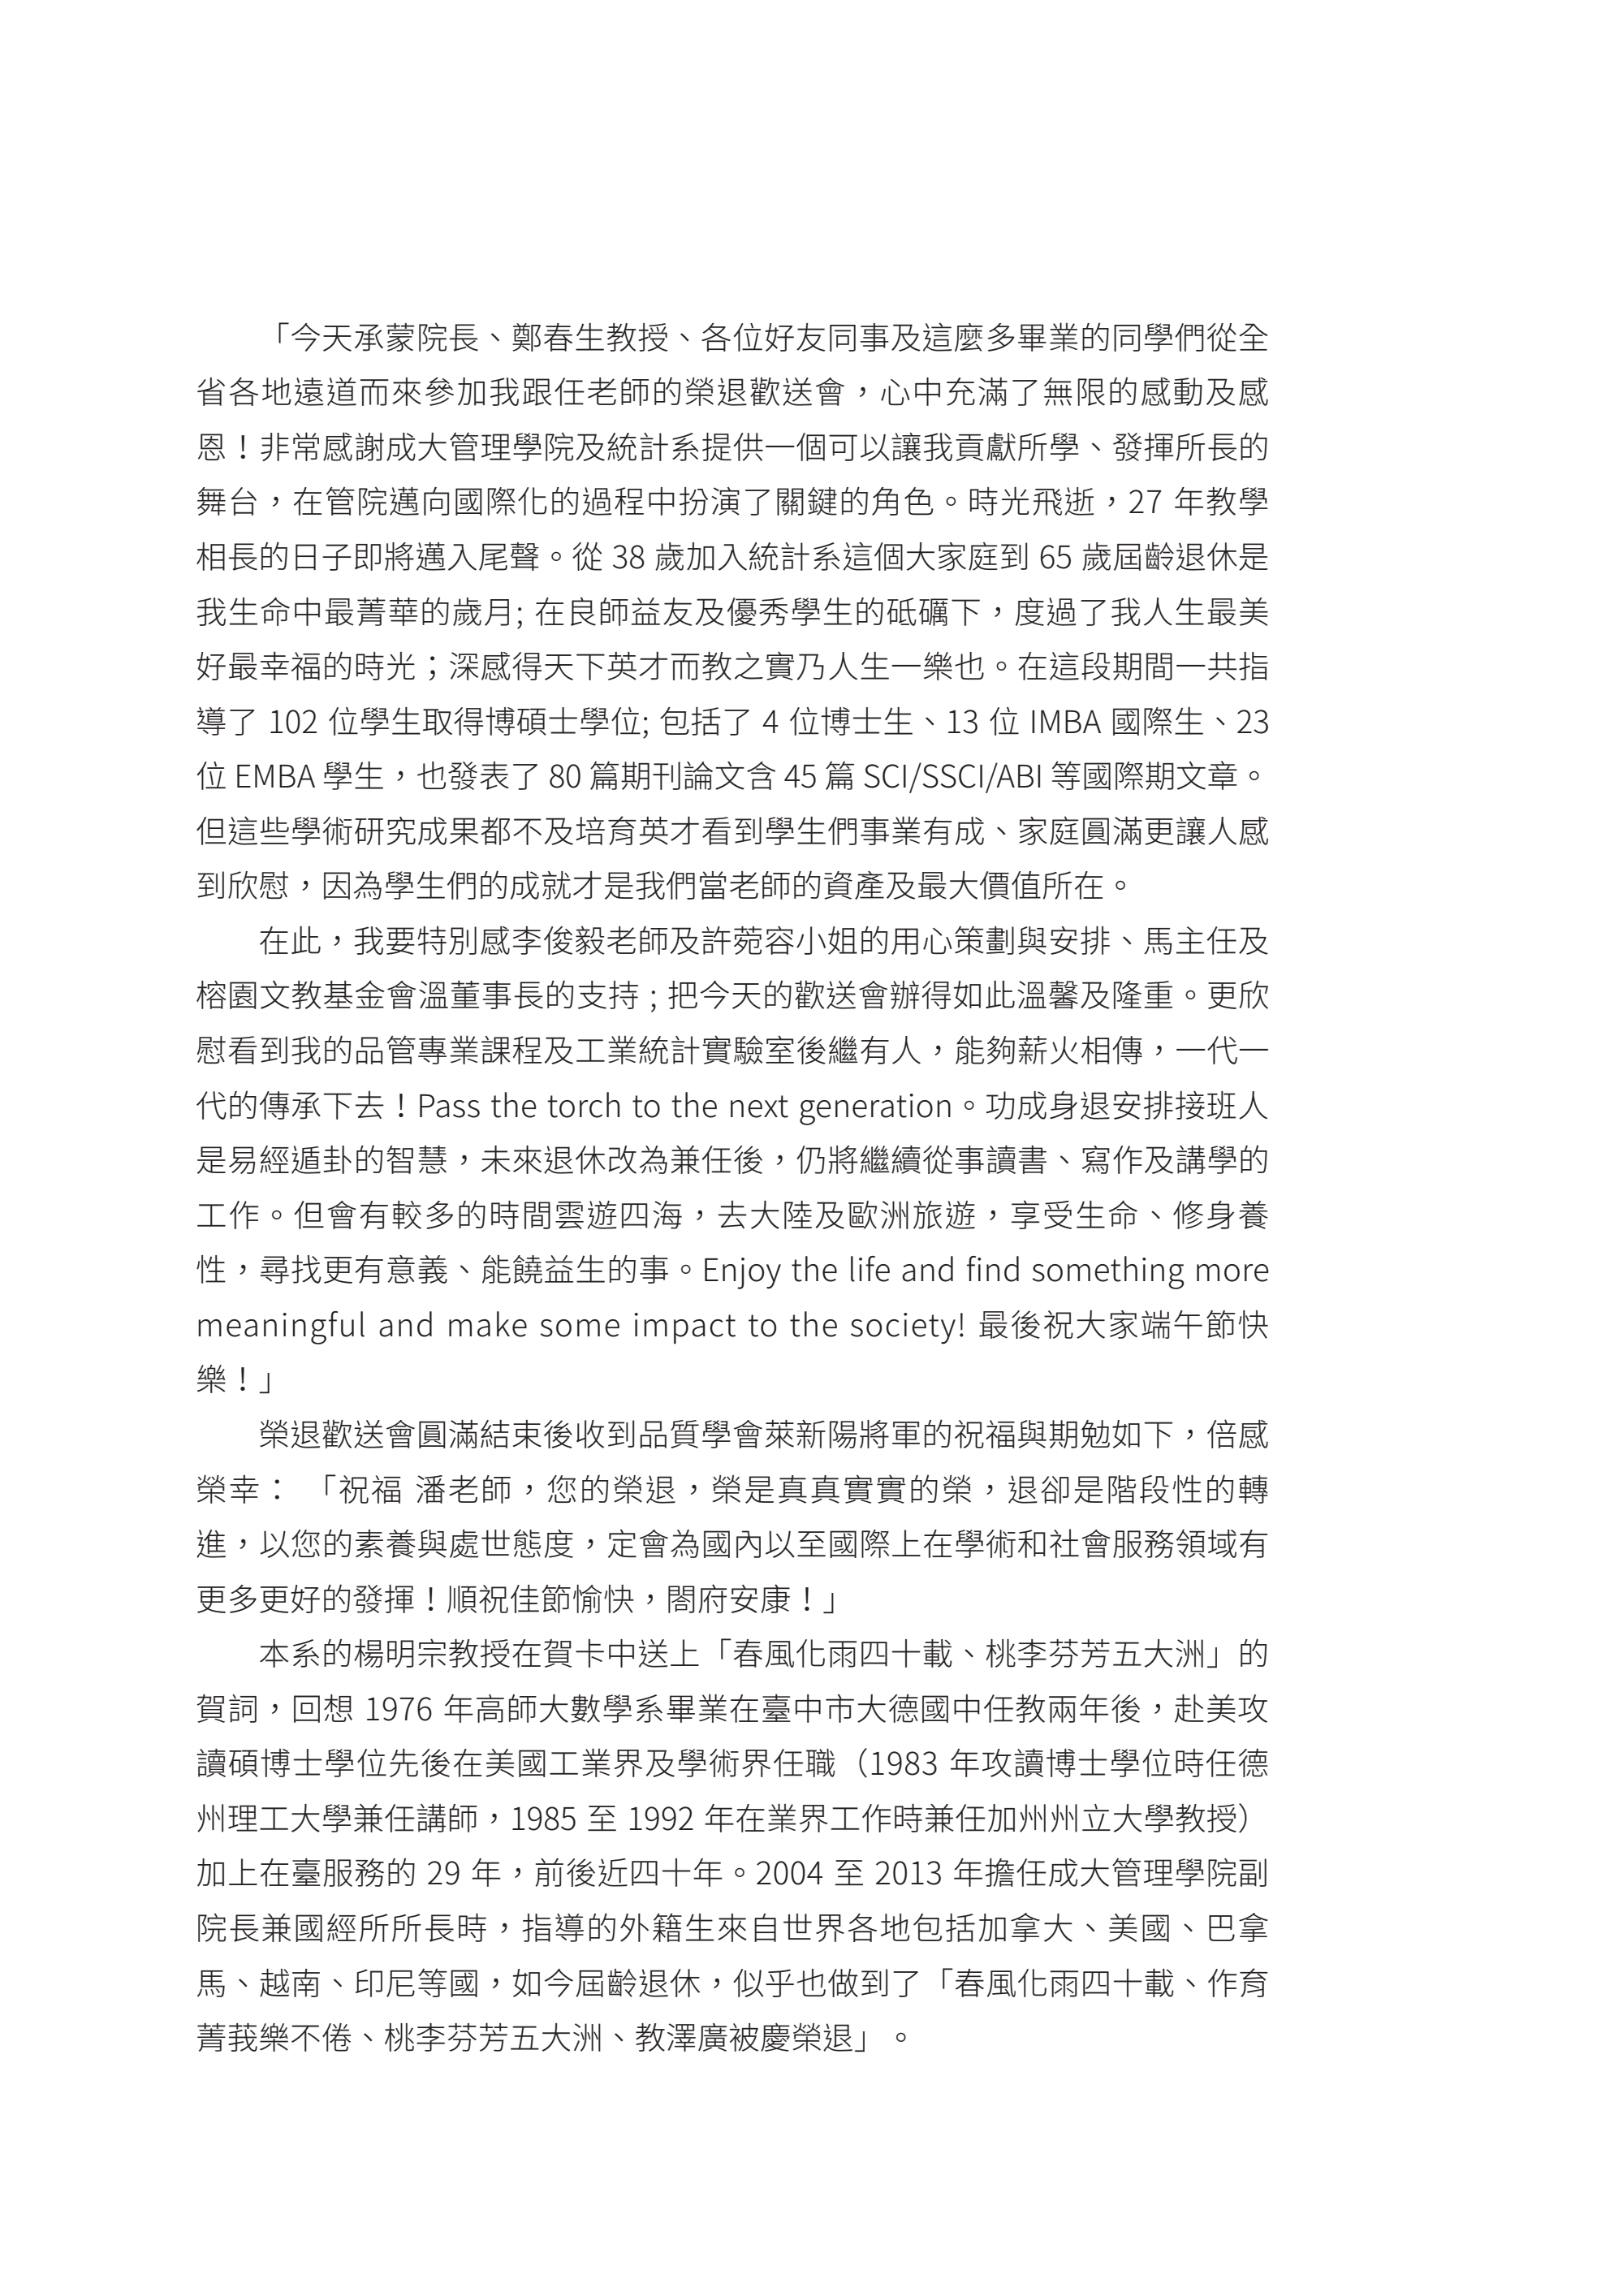 「今天承蒙院長、鄭春生教授、各位好友同事及這麼多畢業的同學們從全
省各地遠道而來參加我跟任老師的榮退歡送會，心中充滿了無限的感動及感
恩！非常感謝成大管理學院及統計系提供一個可以讓我貢獻所學、發揮所長的
舞台，在管院邁向國際化的過程中扮演了關鍵的角色。時光飛逝，27 年教學
相長的日子即將邁入尾聲。從 38 歲加入統計系這個大家庭到 65 歲屆齡退休是
我生命中最菁華的歲月; 在良師益友及優秀學生的砥礪下，度過了我人生最美
好最幸福的時光；深感得天下英才而教之實乃人生一樂也。在這段期間一共指
導了 102 位學生取得博碩士學位; 包括了 4 位博士生、13 位 IMBA 國際生、23
位 EMBA 學生，也發表了 80 篇期刊論文含 45 篇 SCI/SSCI/ABI 等國際期文章。
但這些學術研究成果都不及培育英才看到學生們事業有成、家庭圓滿更讓人感
到欣慰，因為學生們的成就才是我們當老師的資產及最大價值所在。
在此，我要特別感李俊毅老師及許菀容小姐的用心策劃與安排、馬主任及
榕園文教基金會溫董事長的支持 ; 把今天的歡送會辦得如此溫馨及隆重。更欣
慰看到我的品管專業課程及工業統計實驗室後繼有人，能夠薪火相傳，一代一
代的傳承下去！Pass the torch to the next generation。功成身退安排接班人
是易經遁卦的智慧，未來退休改為兼任後，仍將繼續從事讀書、寫作及講學的
工作。但會有較多的時間雲遊四海，去大陸及歐洲旅遊，享受生命、修身養
性，尋找更有意義、能饒益生的事。Enjoy the life and find something more
meaningful and make some impact to the society! 最後祝大家端午節快
樂！」
榮退歡送會圓滿結束後收到品質學會萊新陽將軍的祝福與期勉如下，倍感
榮幸： 「祝福 潘老師，您的榮退，榮是真真實實的榮，退卻是階段性的轉
進，以您的素養與處世態度，定會為國內以至國際上在學術和社會服務領域有
更多更好的發揮！順祝佳節愉快，閤府安康！」
本系的楊明宗教授在賀卡中送上「春風化雨四十載、桃李芬芳五大洲」的
賀詞，回想 1976 年高師大數學系畢業在臺中市大德國中任教兩年後，赴美攻
讀碩博士學位先後在美國工業界及學術界任職（1983 年攻讀博士學位時任德
州理工大學兼任講師，1985 至 1992 年在業界工作時兼任加州州立大學教授）
加上在臺服務的 29 年，前後近四十年。2004 至 2013 年擔任成大管理學院副
院長兼國經所所長時，指導的外籍生來自世界各地包括加拿大、美國、巴拿
馬、越南、印尼等國，如今屆齡退休，似乎也做到了「春風化雨四十載、作育
菁莪樂不倦、桃李芬芳五大洲、教澤廣被慶榮退」。